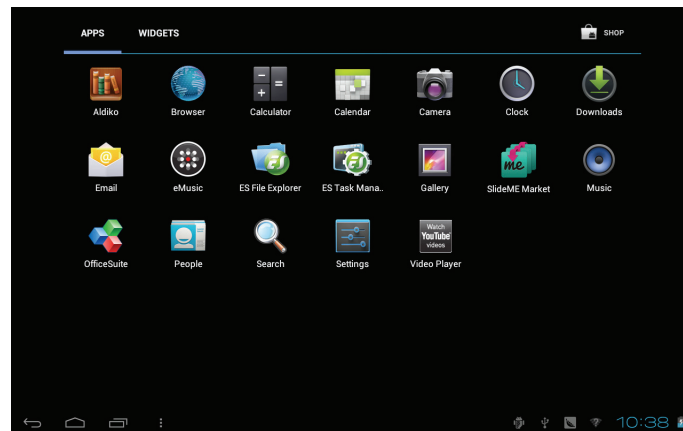 APPS WIDGETS SHOP
Aldiko Browser Calculator Calendar Camera Clock Downloads
Email eMusic ES File Explorer ES Task Mana.. Gallery SlideME Market Music
me
Watch
YouTube
videos
OfficeSuite People Search Settings Video Player
10:38